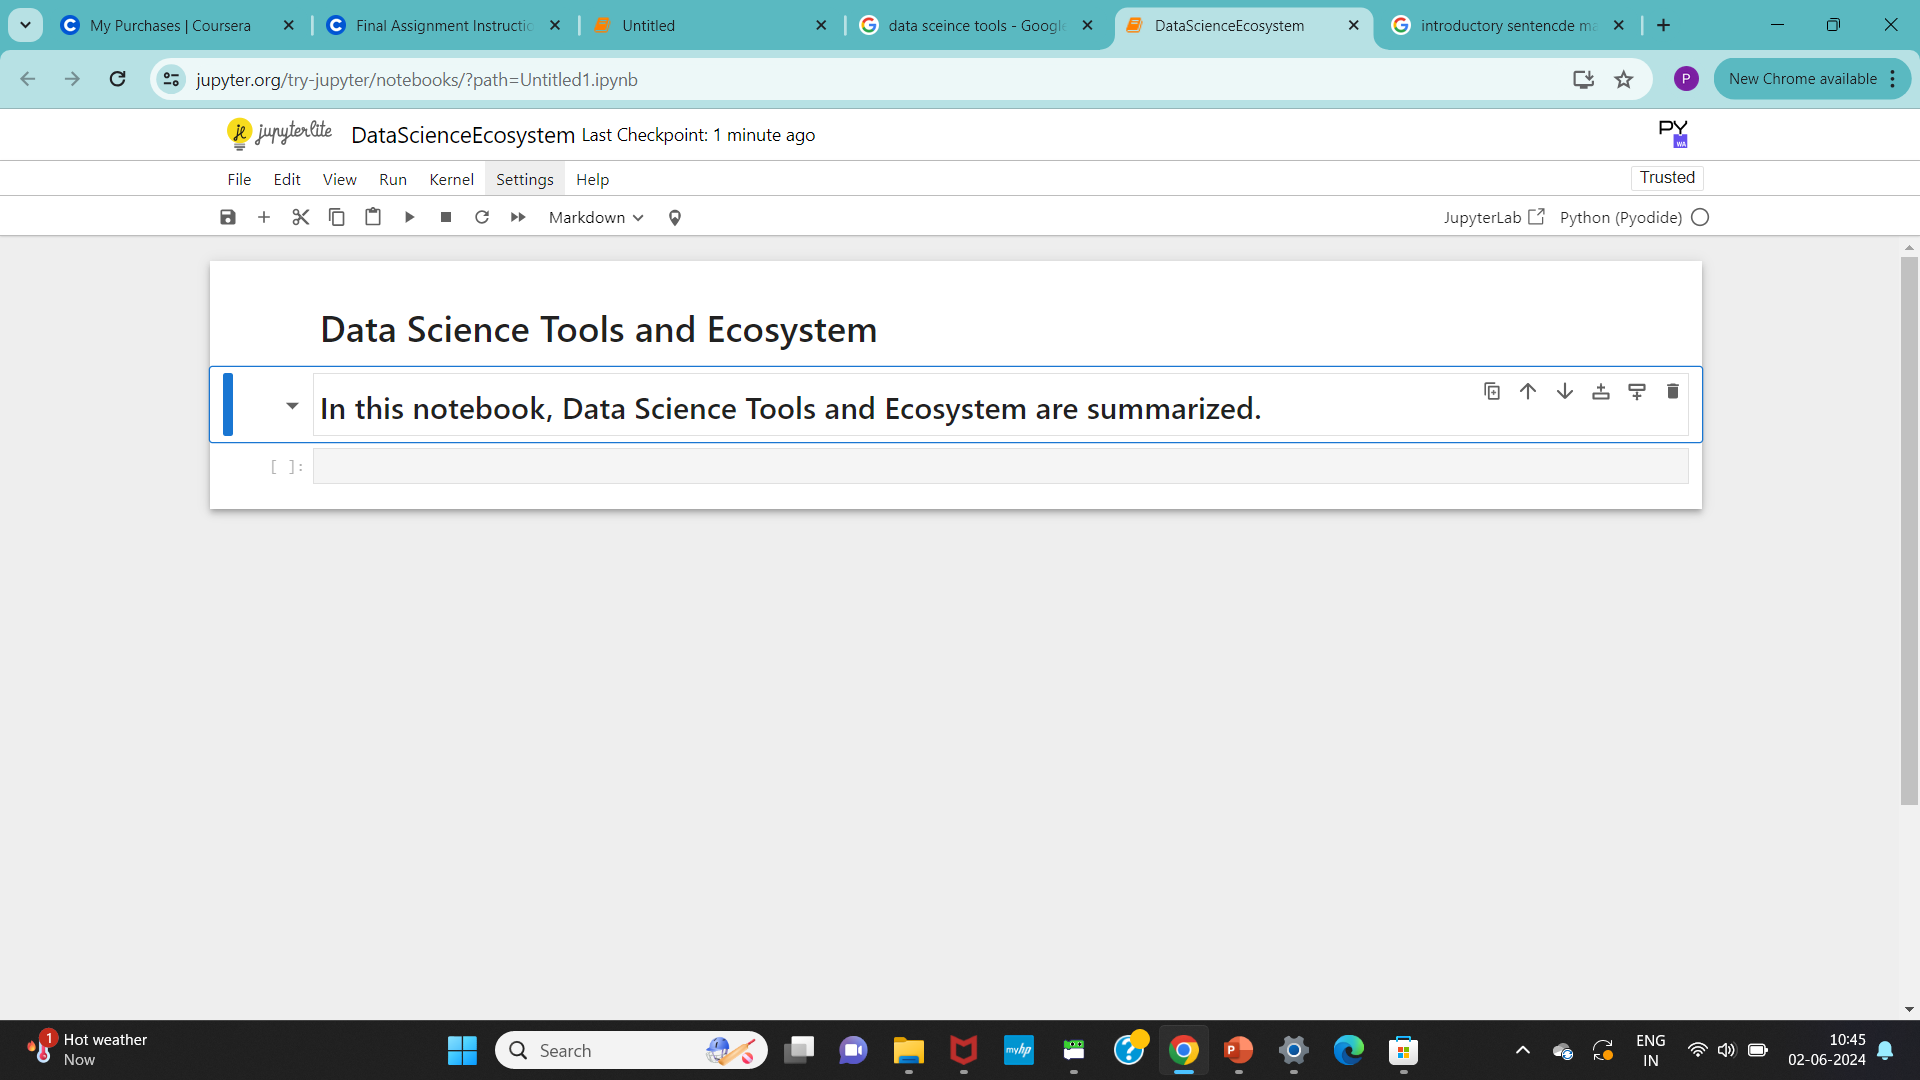 My Purchases | Coursera
Final Assignment Instructio
Untitled
data sceince tools - Google
DataScienceEcosystem
introductory sentencde ma
jupyter.org/try-jupyter/notebooks/?path=Untitled1.ipynb
P
New Chrome available
jupyterlite
DataScienceEcosystem Last Checkpoint: 1 minute ago
PY
WA
File Edit View Run Kernel Settings Help
Trusted
Markdown
JupyterLab
Python (Pyodide)
Data Science Tools and Ecosystem
In this notebook, Data Science Tools and Ecosystem are summarized.
[ ]:
1
Hot weather
Now
Search
myhp
ENG
IN
10:45
02-06-2024